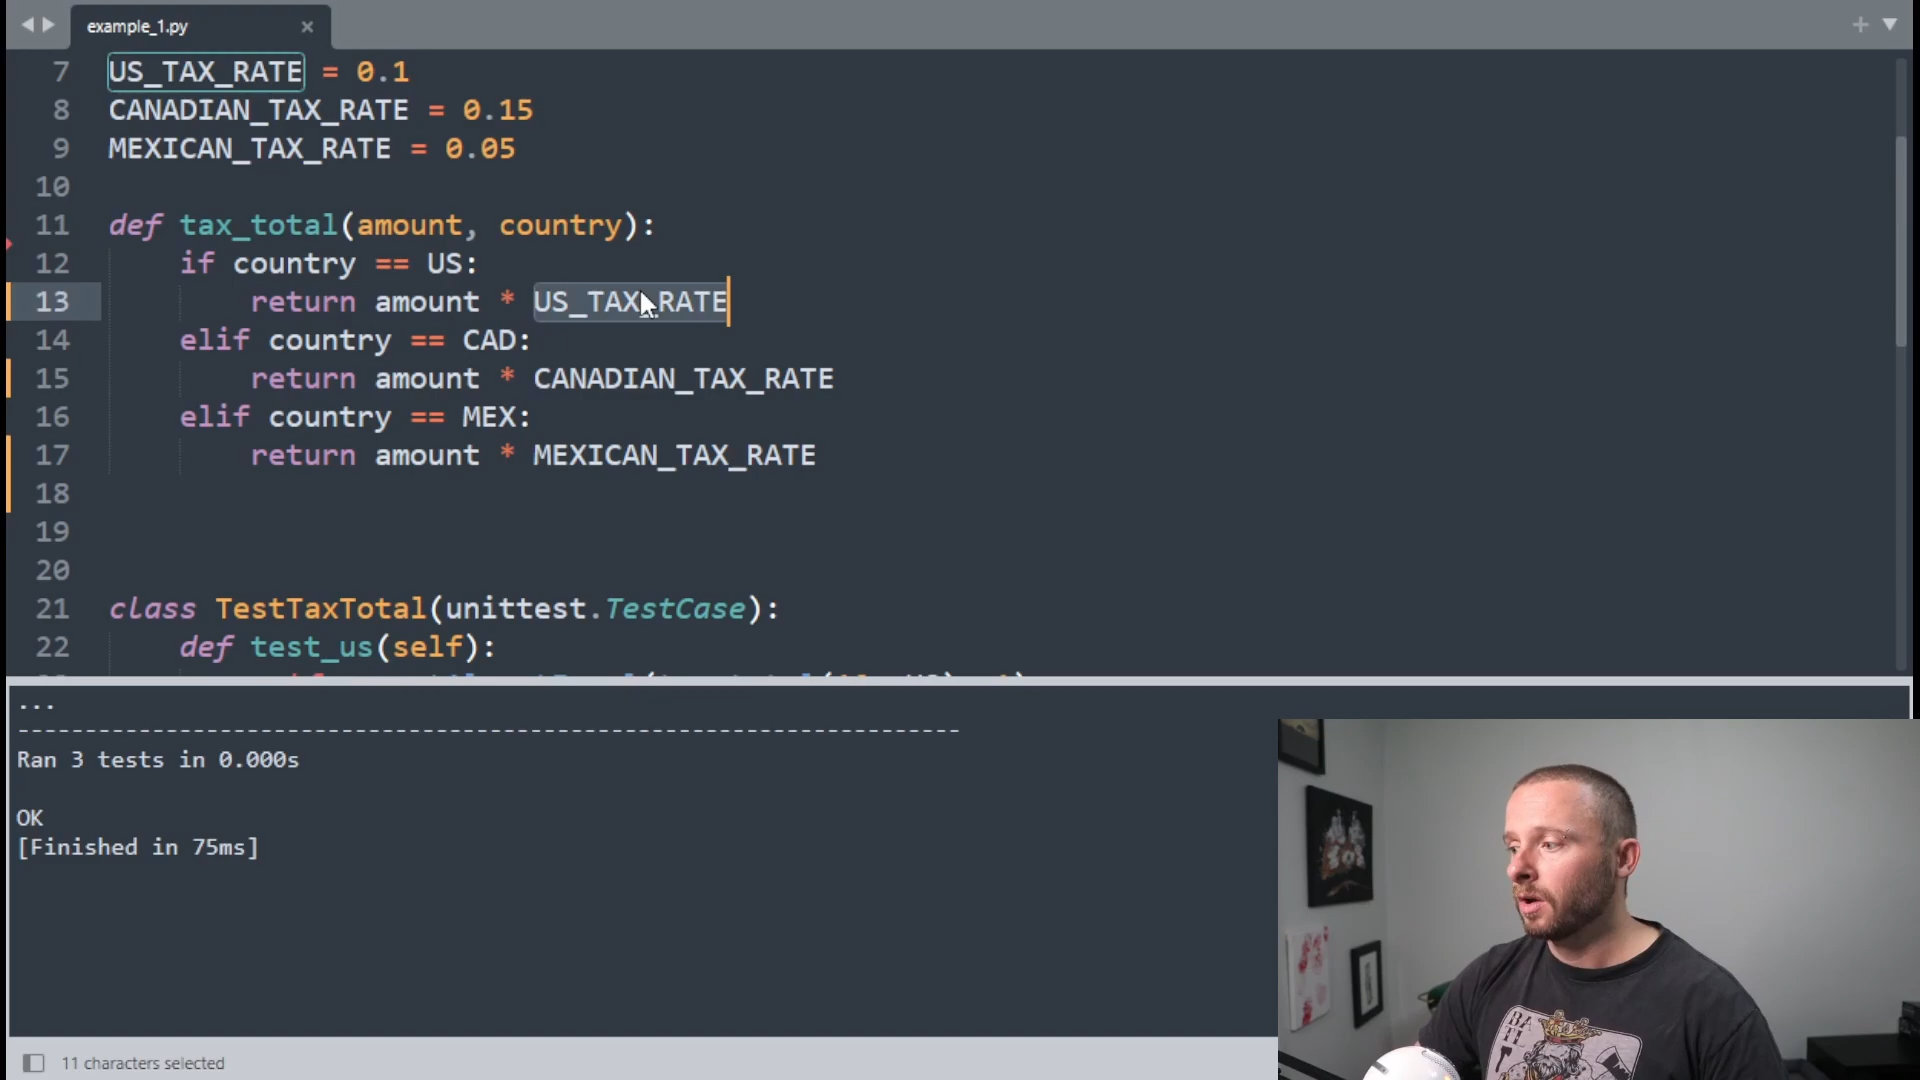 example_1.py
7 US_TAX_RATE = 0.1
8 CANADIAN_TAX_RATE = 0.15
9 MEXICAN_TAX_RATE = 0.05
10
11 def tax_total(amount, country):
12 if country == US:
13 return amount * US_TAX_RATE
14 elif country == CAD:
15 return amount * CANADIAN_TAX_RATE
16 elif country == MEX:
17 return amount * MEXICAN_TAX_RATE
18
19
20
21 class TestTaxTotal(unittest.TestCase):
22 def test_us(self):
...
----------------------------------------------------------------------
Ran 3 tests in 0.000s
OK
[Finished in 75ms]
11 characters selected